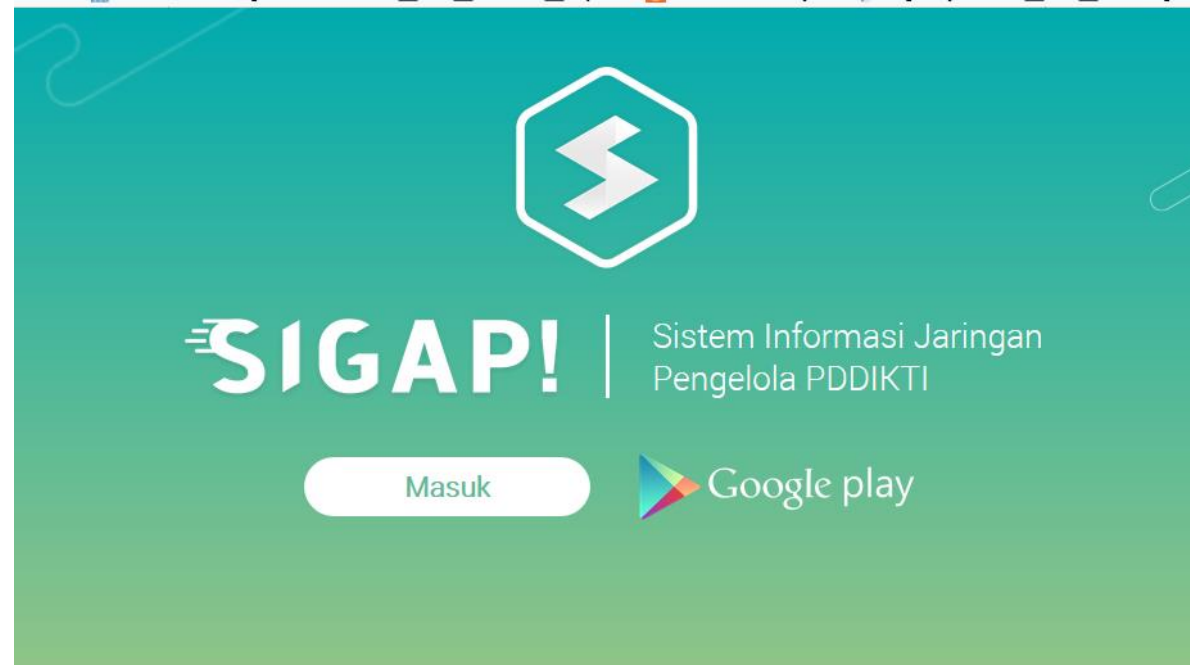 SIGAP!
Sistem Informasi Jaringan
Pengelola PDDIKTI
Masuk
Google play